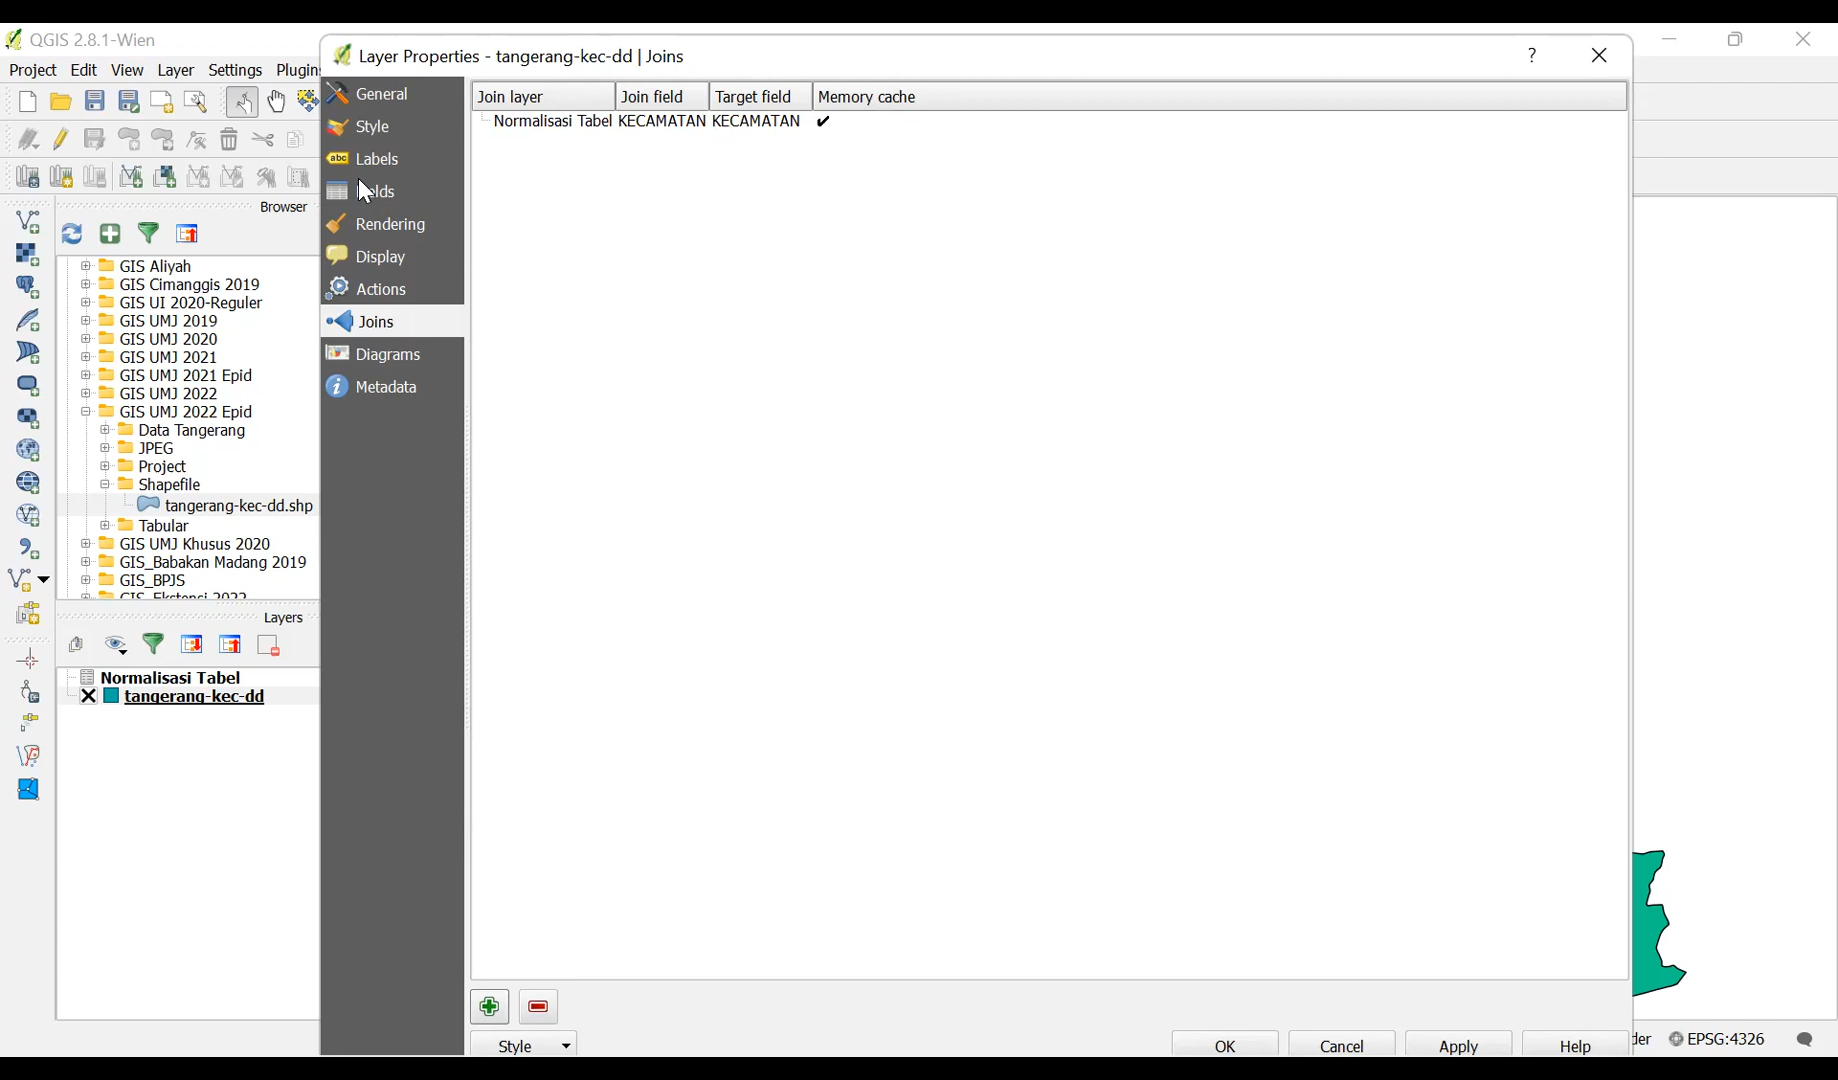 QGIS 2.8.1-Wien
Layer Properties - tangerang-kec-dd | Joins
?
Project Edit View Layer Settings Plugin
General
Style
abc Labels
Rendering
Display
Actions
Joins
Diagrams
Metadata
Join layer Join field Target field Memory cache
Normalisasi Tabel KECAMATAN KECAMATAN ✔
Browser
GIS Aliyah
GIS Cimanggis 2019
GIS UI 2020-Reguler
GIS UMJ 2019
GIS UMJ 2020
GIS UMJ 2021
GIS UMJ 2021 Epid
GIS UMJ 2022
GIS UMJ 2022 Epid
Data Tangerang
JPEG
Project
Shapefile
tangerang-kec-dd.shp
Tabular
GIS UMJ Khusus 2020
GIS_Babakan Madang 2019
GIS_BPJS
Layers
Normalisasi Tabel
tangerang-kec-dd
Style
OK Cancel Apply Help
der EPSG:4326